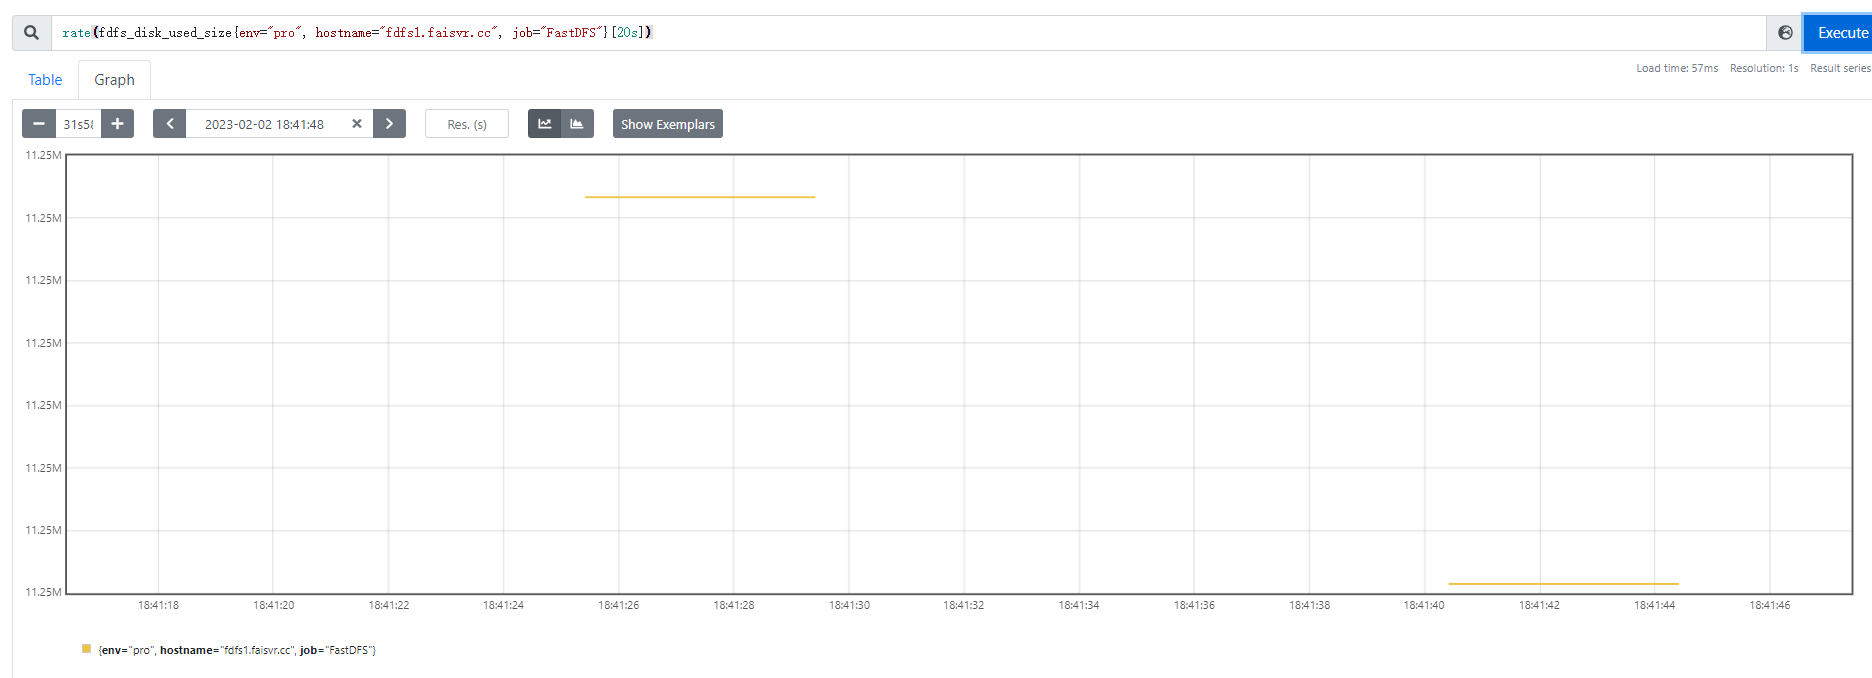 rate(fdfs_disk_used_size{env="pro", hostname="fdfs1.faisvr.cc", job="FastDFS"}[20s])
Execute
Table
Graph
Load time: 57ms Resolution: 1s Result series
31s58
2023-02-02 18:41:48
Res. (s)
Show Exemplars
11.25M
11.25M
11.25M
11.25M
11.25M
11.25M
11.25M
11.25M
18:41:18 18:41:20 18:41:22 18:41:24 18:41:26 18:41:28 18:41:30 18:41:32 18:41:34 18:41:36 18:41:38 18:41:40 18:41:42 18:41:44 18:41:46
{env="pro", hostname="fdfs1.faisvr.cc", job="FastDFS"}